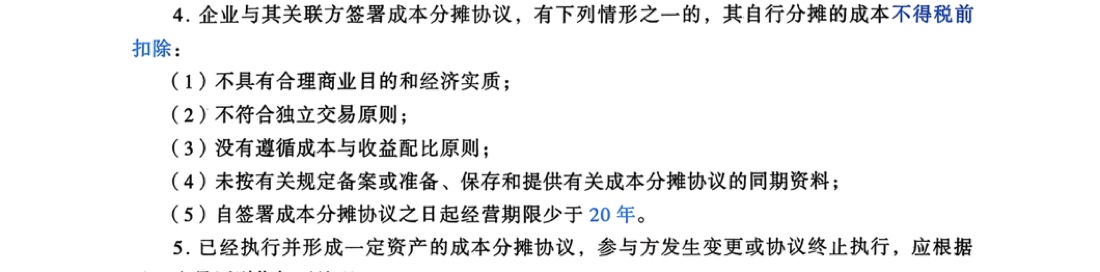 4. 企业与其关联方签署成本分摊协议，有下列情形之一的，其自行分摊的成本不得税前
扣除：
（1）不具有合理商业目的和经济实质；
（2）不符合独立交易原则；
（3）没有遵循成本与收益配比原则；
（4）未按有关规定备案或准备、保存和提供有关成本分摊协议的同期资料；
（5）自签署成本分摊协议之日起经营期限少于 20 年。
5. 已经执行并形成一定资产的成本分摊协议，参与方发生变更或协议终止执行，应根据